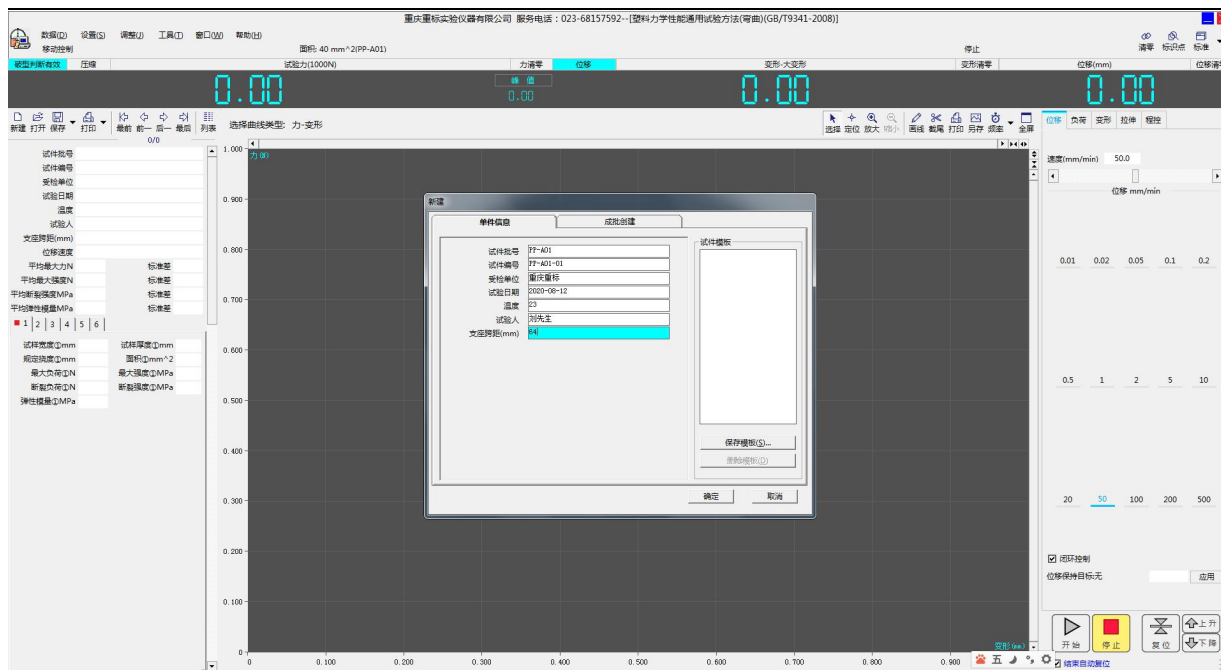 重庆重标实验仪器有限公司 服务电话：023-68157592--[塑料力学性能通用试验方法(弯曲)(GB/T9341-2008)]
数据(D) 设置(S) 调整(J) 工具(T) 窗口(W) 帮助(H)
移动控制 面积: 40 mm^2(PP-A01) 停止 清零 标识点 标准
破型判断有效 压缩 试验力(1000N) 力清零 位移 变形-大变形 变形清零 位移(mm) 位移清零
0.00 峰 值 0.00 0.00 0.00
新建 打开 保存 打印 最前 前一 后一 最后 列表 选择曲线类型: 力-变形 选择 定位 放大 缩小 画线 截尾 打印 另存 频率 全屏
位移 负荷 变形 拉伸 程控
0/0
试件批号
试件编号
受检单位
试验日期
温度
试验人
支座跨距(mm)
位移速度
平均最大力N 标准差
平均最大强度N 标准差
平均断裂强度MPa 标准差
平均弹性模量MPa 标准差
1 2 3 4 5 6
试样宽度①mm 试样厚度①mm
规定挠度①mm 面积①mm^2
最大负荷①N 最大强度①MPa
断裂负荷①N 断裂强度①MPa
弹性模量①MPa
力(N)
1.000
0.900
0.800
0.700
0.600
0.500
0.400
0.300
0.200
0.100
0
0 0.100 0.200 0.300 0.400 0.500 0.600 0.700 0.800 0.900
变形(mm)
新建
单件信息 成批创建
试件批号 PP-A01
试件编号 PP-A01-01
受检单位 重庆重标
试验日期 2020-08-12
温度 23
试验人 刘先生
支座跨距(mm) 64
试件模板
保存模板(S)...
删除模板(D)
确定 取消
速度(mm/min) 50.0
位移 mm/min
0.01 0.02 0.05 0.1 0.2
0.5 1 2 5 10
20 50 100 200 500
闭环控制
位移保持目标:无 应用
开始 停止 复位 上升
下降
五
结束自动复位